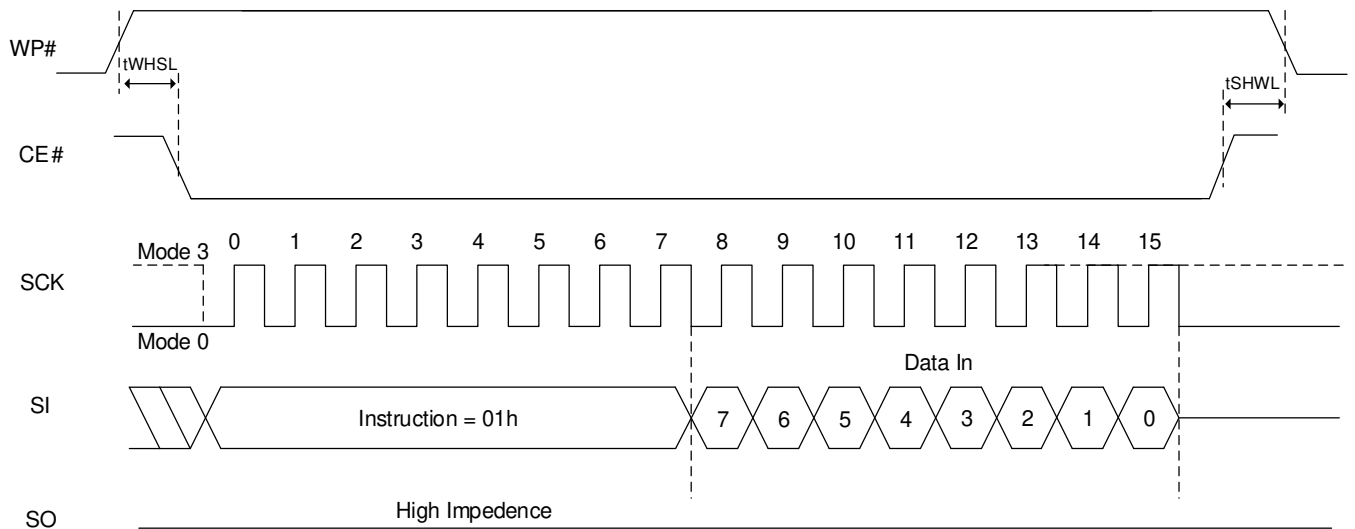 WP#
tWHSL
tSHWL
CE#
Mode 3
0 1 2 3 4 5 6 7 8 9 10 11 12 13 14 15
SCK
Mode 0
Data In
SI
Instruction = 01h
7 6 5 4 3 2 1 0
High Impedence
SO